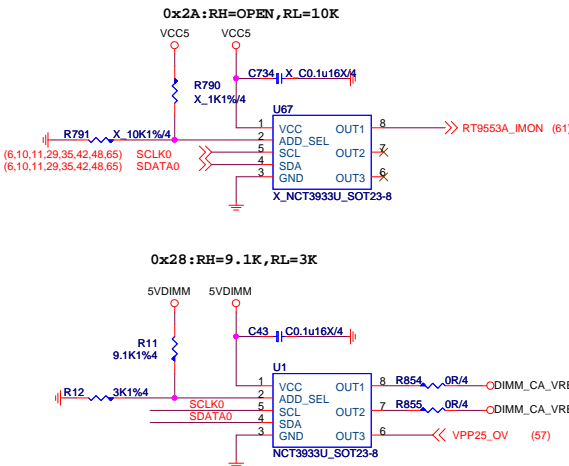 0x2A:RH=OPEN,RL=10K
VCC5 VCC5
C734 X_C0.1u16X/4
R790
X_1K1%/4
U67
R791 X_10K1%/4
1 VCC OUT1 8 RT9553A_IMON (61)
2 ADD_SEL
(6,10,11,29,35,42,48,65) SCLK0 5 SCL OUT2 7
(6,10,11,29,35,42,48,65) SDATA0 4 SDA
3 GND OUT3 6
X_NCT3933U_SOT23-8
0x28:RH=9.1K,RL=3K
5VDIMM 5VDIMM
C43 C0.1u16X/4
R11
9.1K1%4
U1
R12 3K1%4
1 VCC OUT1 8 R854 0R/4 DIMM_CA_VRE
2 ADD_SEL
SCLK0 5 SCL OUT2 7 R855 0R/4 DIMM_CA_VRE
SDATA0 4 SDA
3 GND OUT3 6 VPP25_OV (57)
NCT3933U_SOT23-8